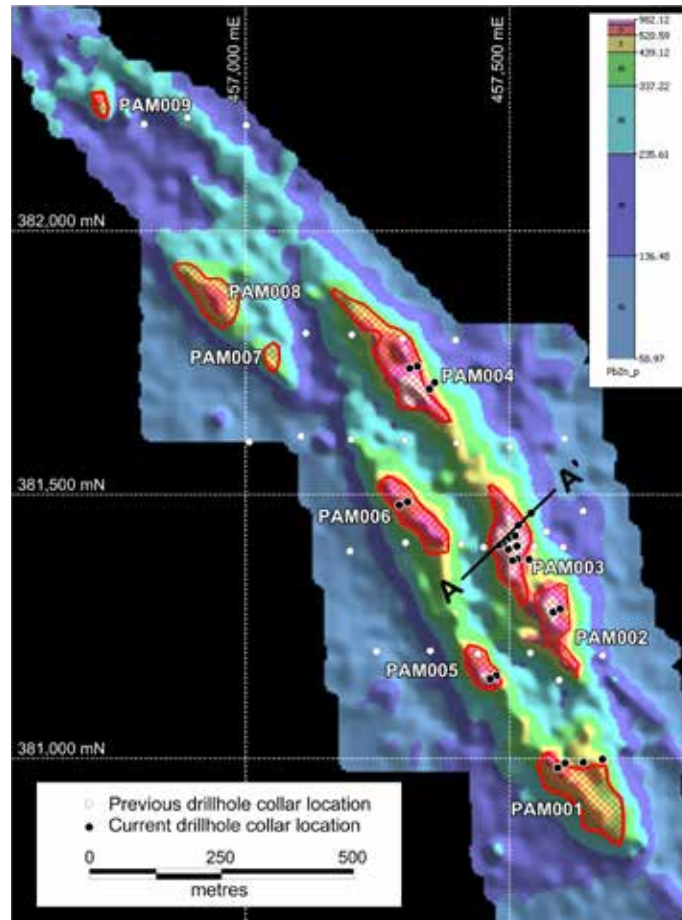 457,000 mE
457,500 mE
982.12
520.59
439.12
337.22
235.61
136.48
50.97
PbZn_p
PAM009
382,000 mN
PAM008
PAM007
PAM004
381,500 mN
A'
PAM006
PAM003
A
PAM002
PAM005
381,000 mN
PAM001
Previous drillhole collar location
Current drillhole collar location
0 250 500
metres